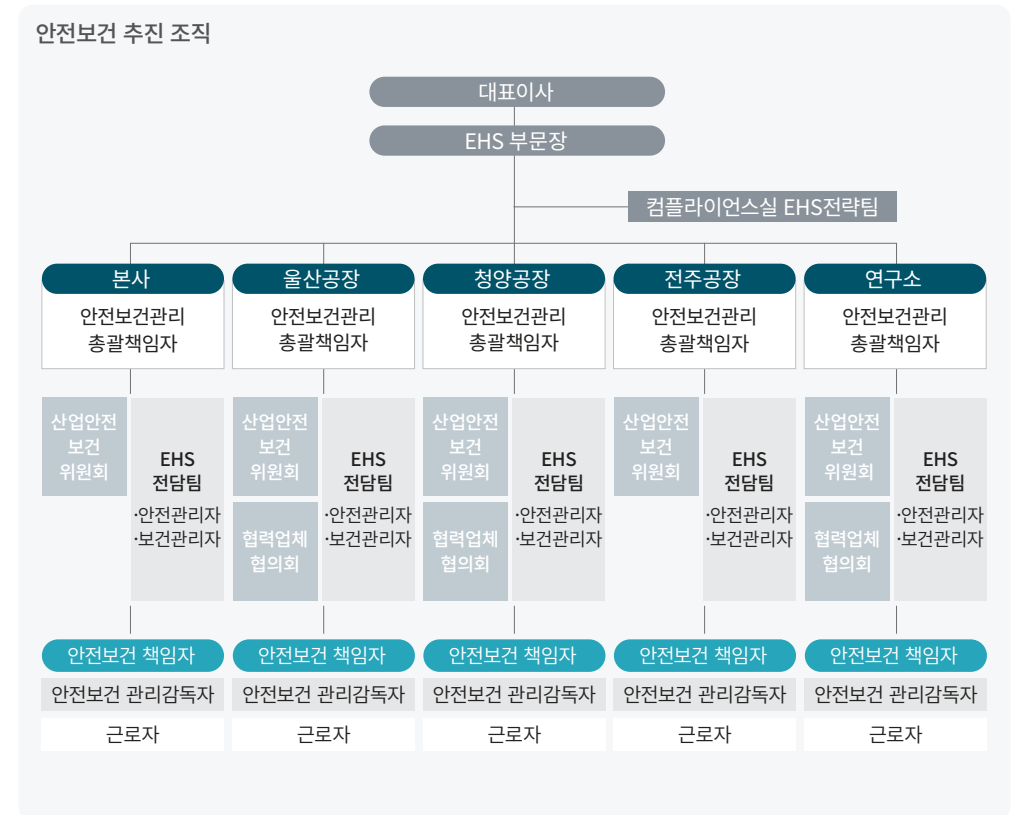 안전보건 추진 조직
대표이사
EHS 부문장
컴플라이언스실 EHS전략팀
본사
안전보건관리
총괄책임자
산업안전
보건
위원회
EHS
전담팀
·안전관리자
·보건관리자
안전보건 책임자
안전보건 관리감독자
근로자
울산공장
안전보건관리
총괄책임자
산업안전
보건
위원회
협력업체
협의회
EHS
전담팀
·안전관리자
·보건관리자
안전보건 책임자
안전보건 관리감독자
근로자
청양공장
안전보건관리
총괄책임자
산업안전
보건
위원회
협력업체
협의회
EHS
전담팀
·안전관리자
·보건관리자
안전보건 책임자
안전보건 관리감독자
근로자
전주공장
안전보건관리
총괄책임자
산업안전
보건
위원회
EHS
전담팀
·안전관리자
·보건관리자
안전보건 책임자
안전보건 관리감독자
근로자
연구소
안전보건관리
총괄책임자
산업안전
보건
위원회
협력업체
협의회
EHS
전담팀
·안전관리자
·보건관리자
안전보건 책임자
안전보건 관리감독자
근로자